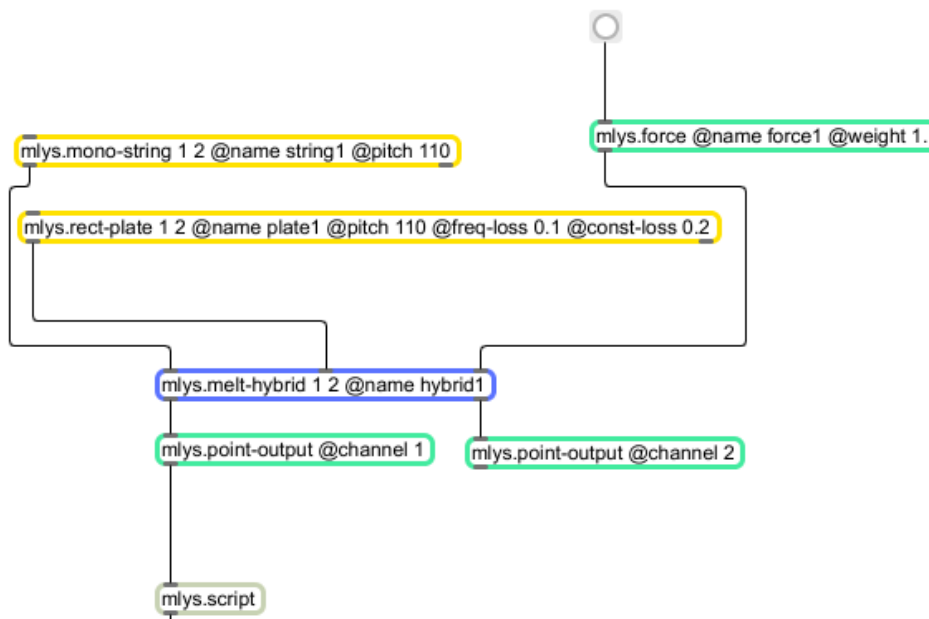 mlys.force @name force1 @weight 1.
mlys.mono-string 1 2 @name string1 @pitch 110
mlys.rect-plate 1 2 @name plate1 @pitch 110 @freq-loss 0.1 @const-loss 0.2
mlys.melt-hybrid 1 2 @name hybrid1
mlys.point-output @channel 1
mlys.point-output @channel 2
mlys.script